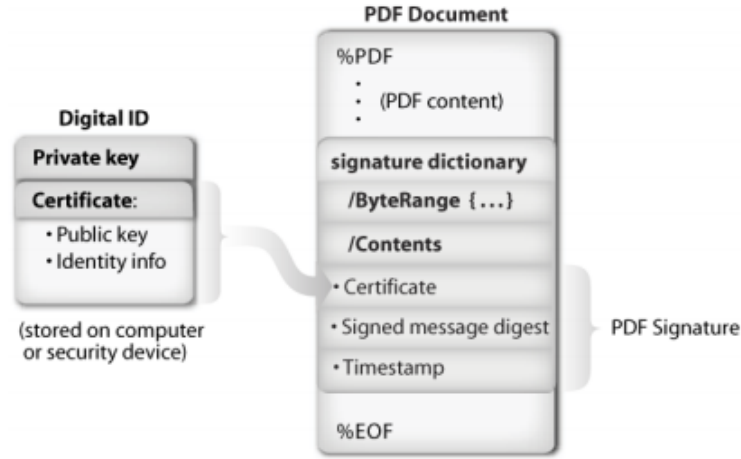 Digital ID
Private key
Certificate:
• Public key
• Identity info
(stored on computer
or security device)
PDF Document
%PDF
(PDF content)
signature dictionary
/ByteRange {...}
/Contents
• Certificate
• Signed message digest
• Timestamp
%EOF
PDF Signature